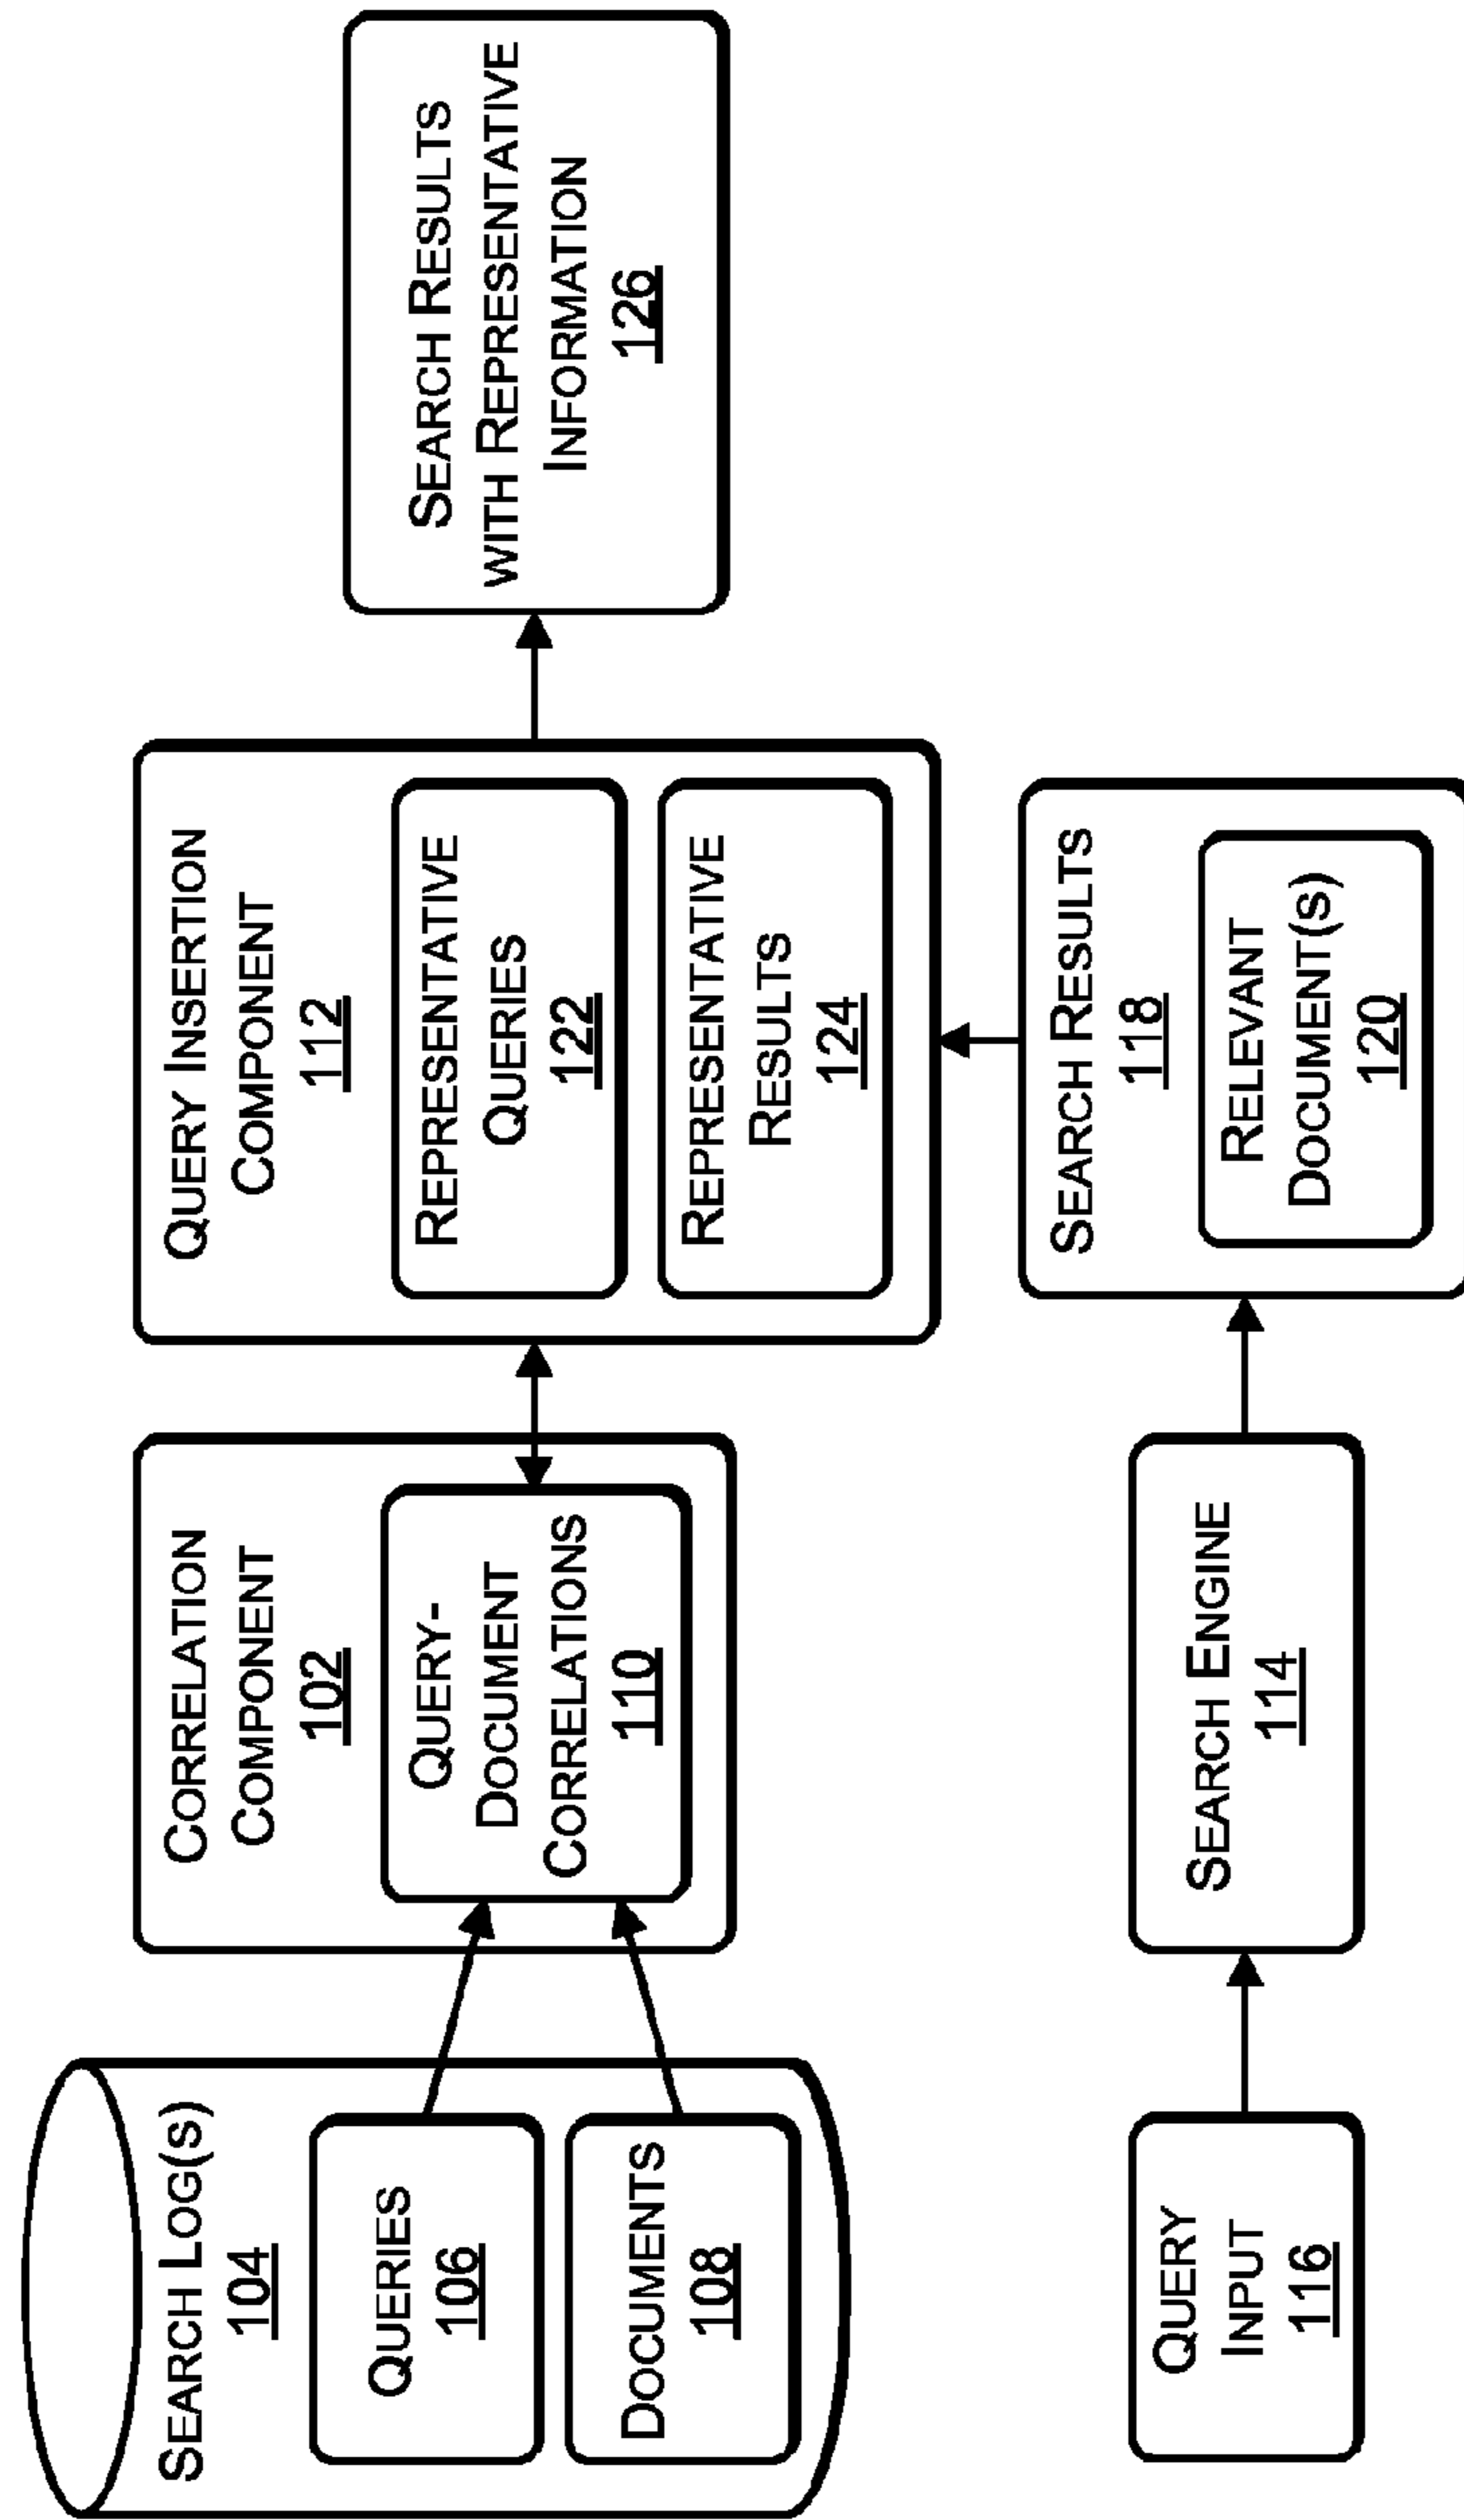 SEARCH LOG(S)
104
QUERIES
106
DOCUMENTS
108
CORRELATION
COMPONENT
102
QUERY-
DOCUMENT
CORRELATIONS
110
QUERY INSERTION
COMPONENT
112
REPRESENTATIVE
QUERIES
122
REPRESENTATIVE
RESULTS
124
SEARCH RESULTS
WITH REPRESENTATIVE
INFORMATION
126
QUERY
INPUT
116
SEARCH ENGINE
114
SEARCH RESULTS
118
RELEVANT
DOCUMENT(S)
120